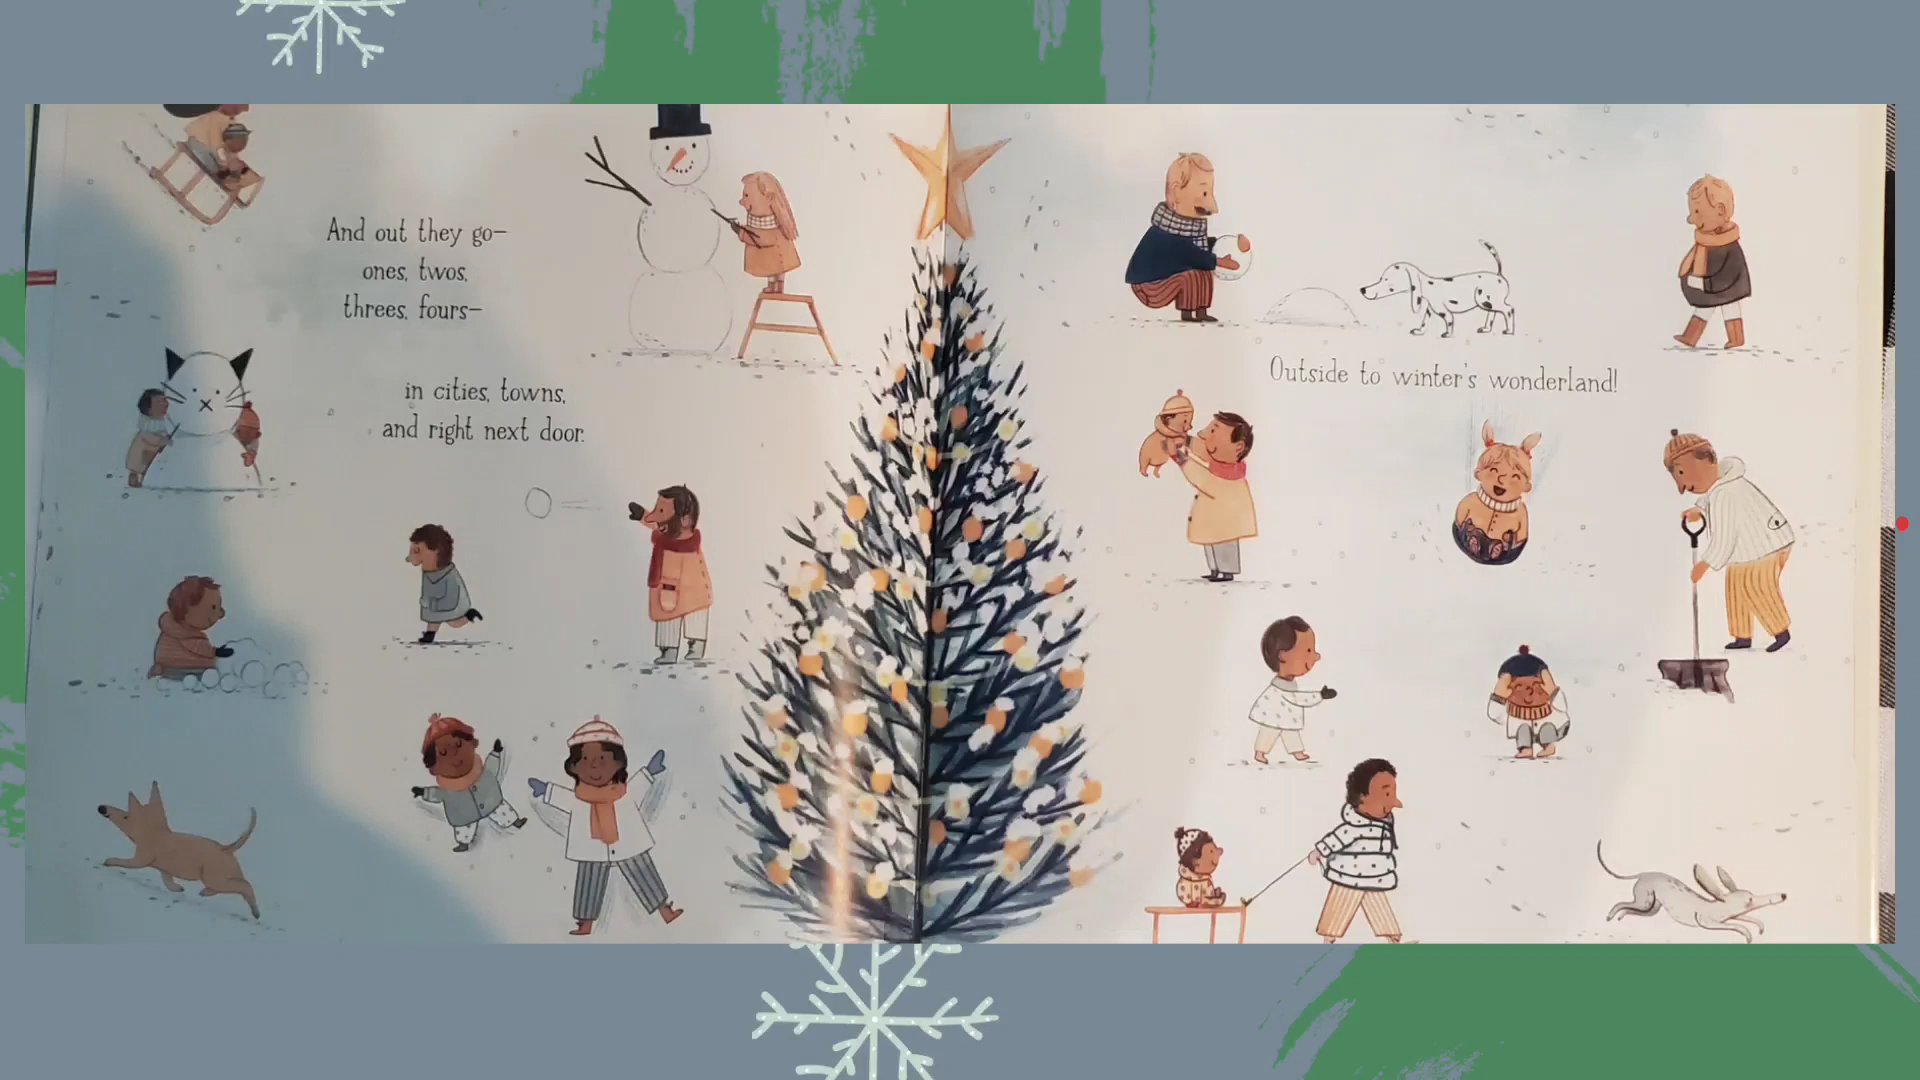 And out they go—
ones, twos,
threes, fours—
in cities, towns,
and right next door.
Outside to winter's wonderland!